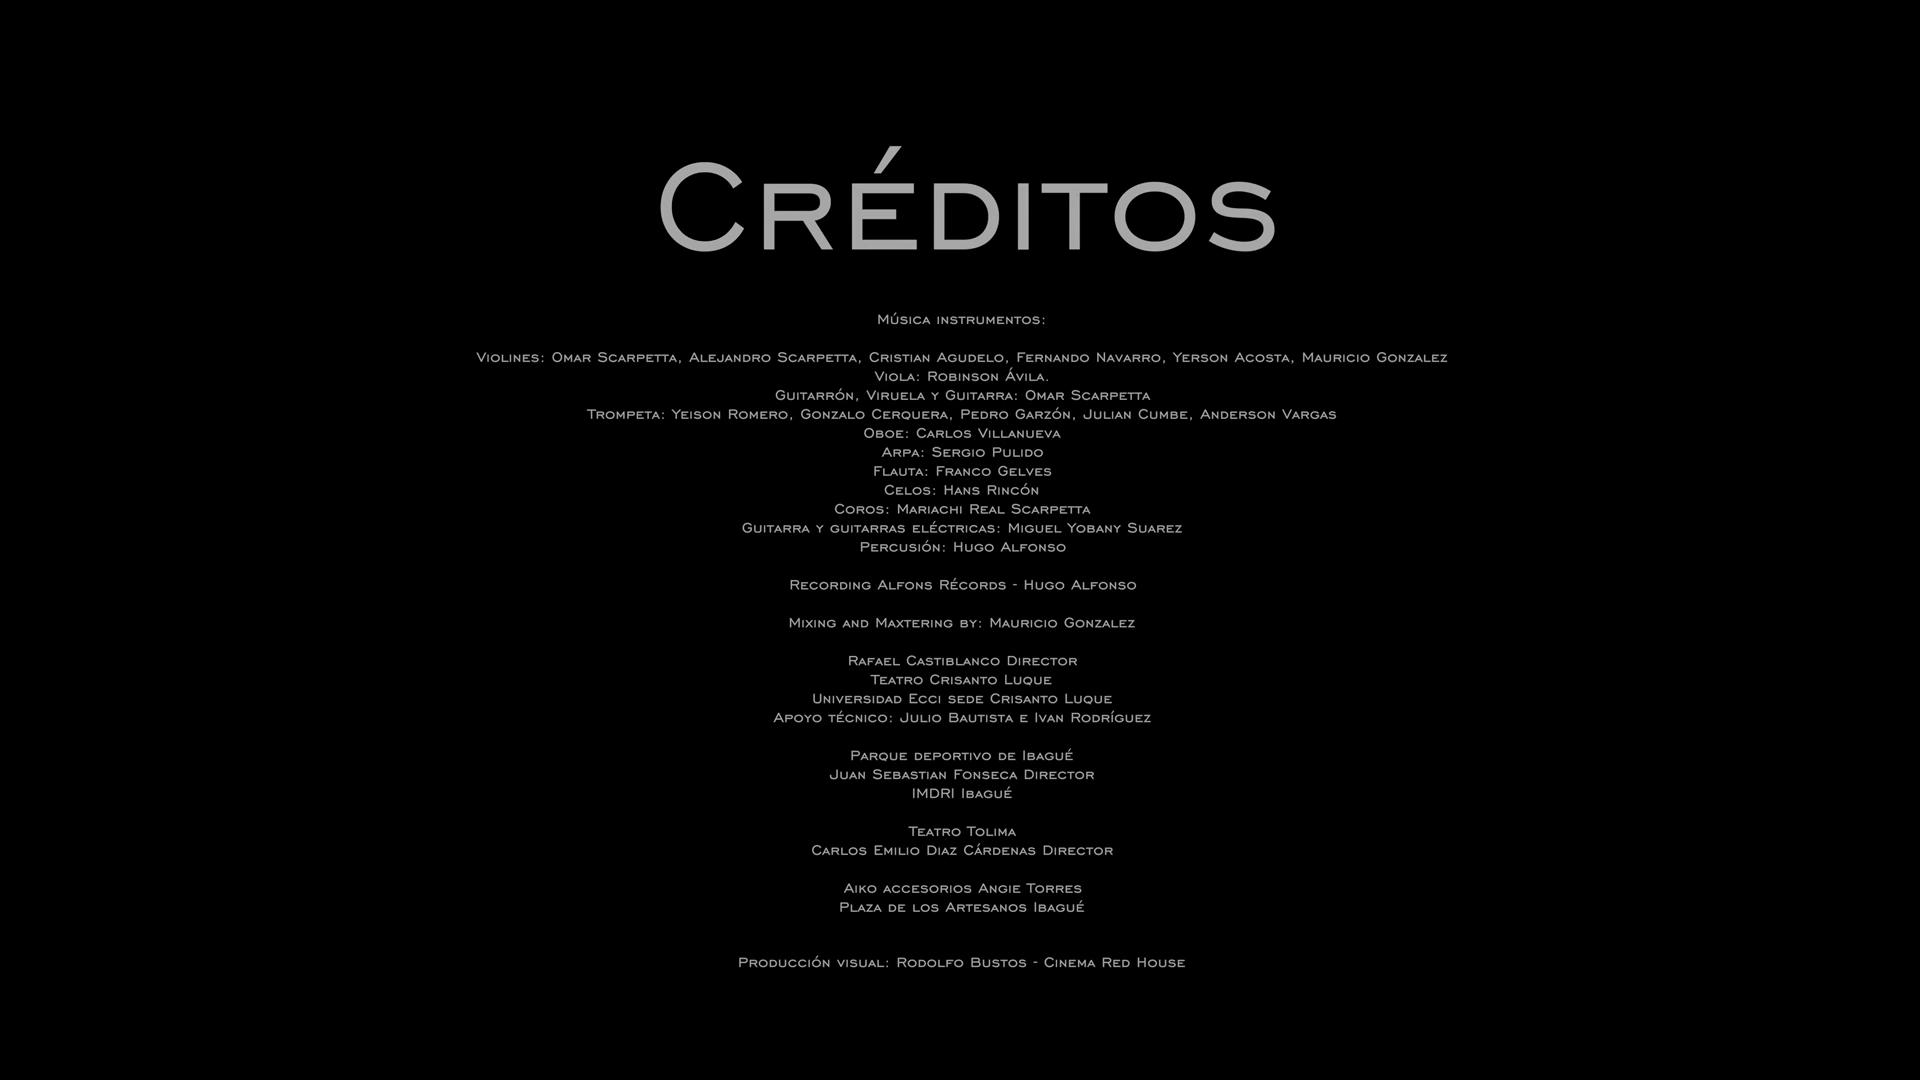 Créditos
Música instrumentos:
Violines: Omar Scarpetta, Alejandro Scarpetta, Cristian Agudelo, Fernando Navarro, Yerson Acosta, Mauricio Gonzalez
Viola: Robinson Ávila.
Guitarrón, Viruela y Guitarra: Omar Scarpetta
Trompeta: Yeison Romero, Gonzalo Cerquera, Pedro Garzón, Julian Cumbe, Anderson Vargas
Oboe: Carlos Villanueva
Arpa: Sergio Pulido
Flauta: Franco Gelves
Celos: Hans Rincón
Coros: Mariachi Real Scarpetta
Guitarra y guitarras eléctricas: Miguel Yobany Suarez
Percusión: Hugo Alfonso
Recording Alfons Récords - Hugo Alfonso
Mixing and Maxtering by: Mauricio Gonzalez
Rafael Castiblanco Director
Teatro Crisanto Luque
Universidad Ecci sede Crisanto Luque
Apoyo técnico: Julio Bautista e Ivan Rodríguez
Parque deportivo de Ibagué
Juan Sebastian Fonseca Director
IMDRI Ibagué
Teatro Tolima
Carlos Emilio Diaz Cárdenas Director
Aiko accesorios Angie Torres
Plaza de los Artesanos Ibagué
Producción visual: Rodolfo Bustos - Cinema Red House